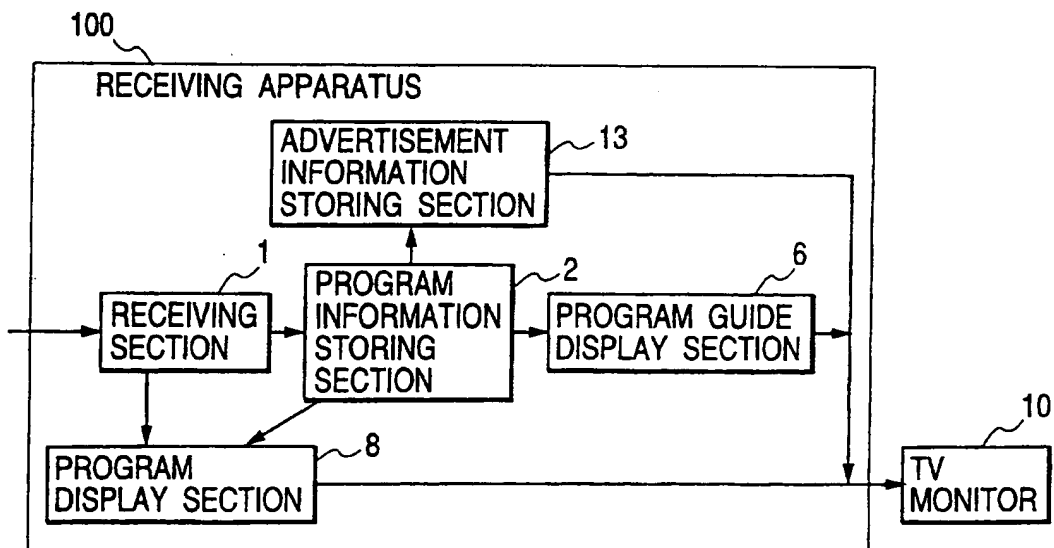 100
RECEIVING APPARATUS
ADVERTISEMENT
INFORMATION
STORING SECTION
13
1
RECEIVING
SECTION
PROGRAM
INFORMATION
STORING
SECTION
2
6
PROGRAM GUIDE
DISPLAY SECTION
PROGRAM
DISPLAY SECTION
8
10
TV
MONITOR